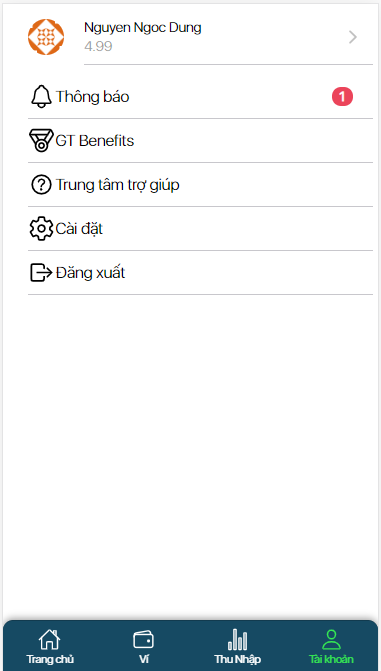 Nguyen Ngoc Dung
4.99
Thông báo 1
GT Benefits
Trung tâm trợ giúp
Cài đặt
Đăng xuất
Trang chủ Ví Thu Nhập Tài khoản